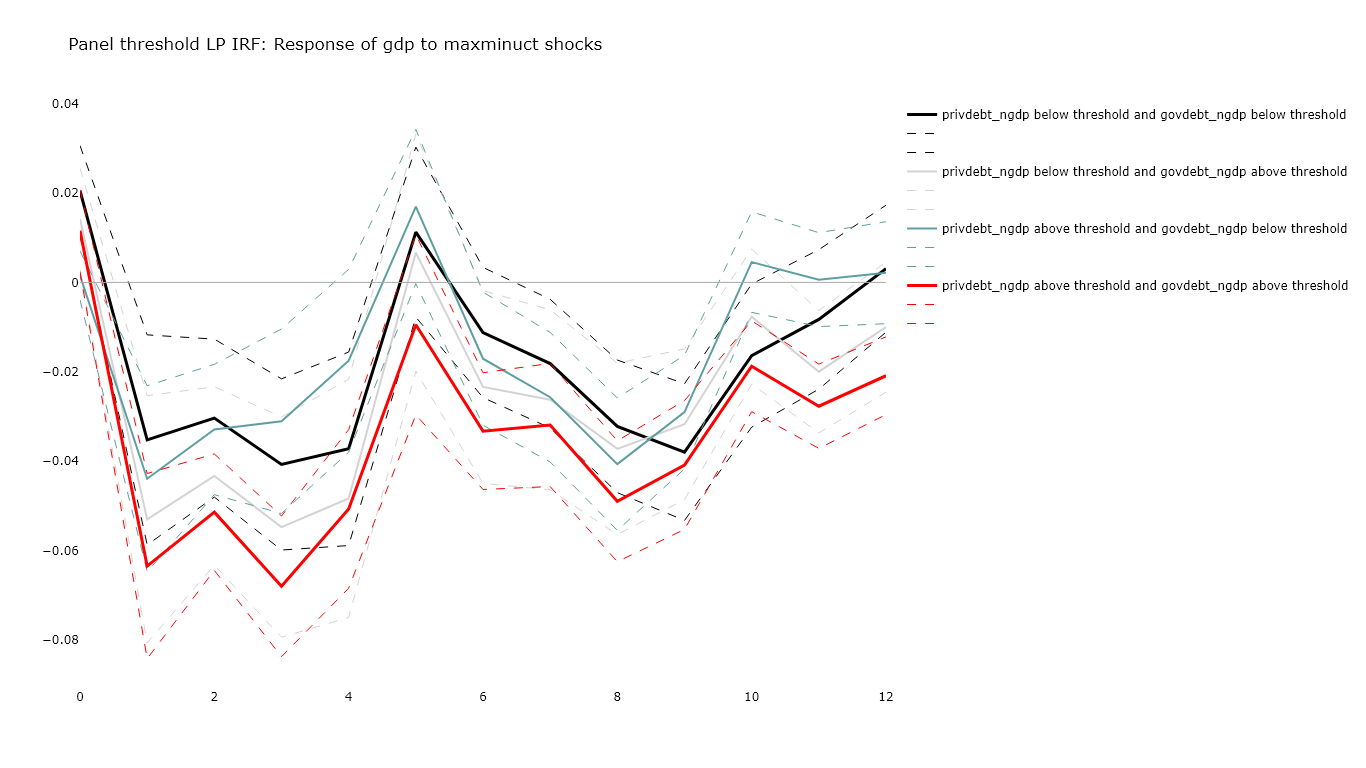 Panel threshold LP IRF: Response of gdp to maxminuct shocks
0.04
0.02
0
−0.02
−0.04
−0.06
−0.08
0 2 4 6 8 10 12
privdebt_ngdp below threshold and govdebt_ngdp below threshold
privdebt_ngdp below threshold and govdebt_ngdp above threshold
privdebt_ngdp above threshold and govdebt_ngdp below threshold
privdebt_ngdp above threshold and govdebt_ngdp above threshold